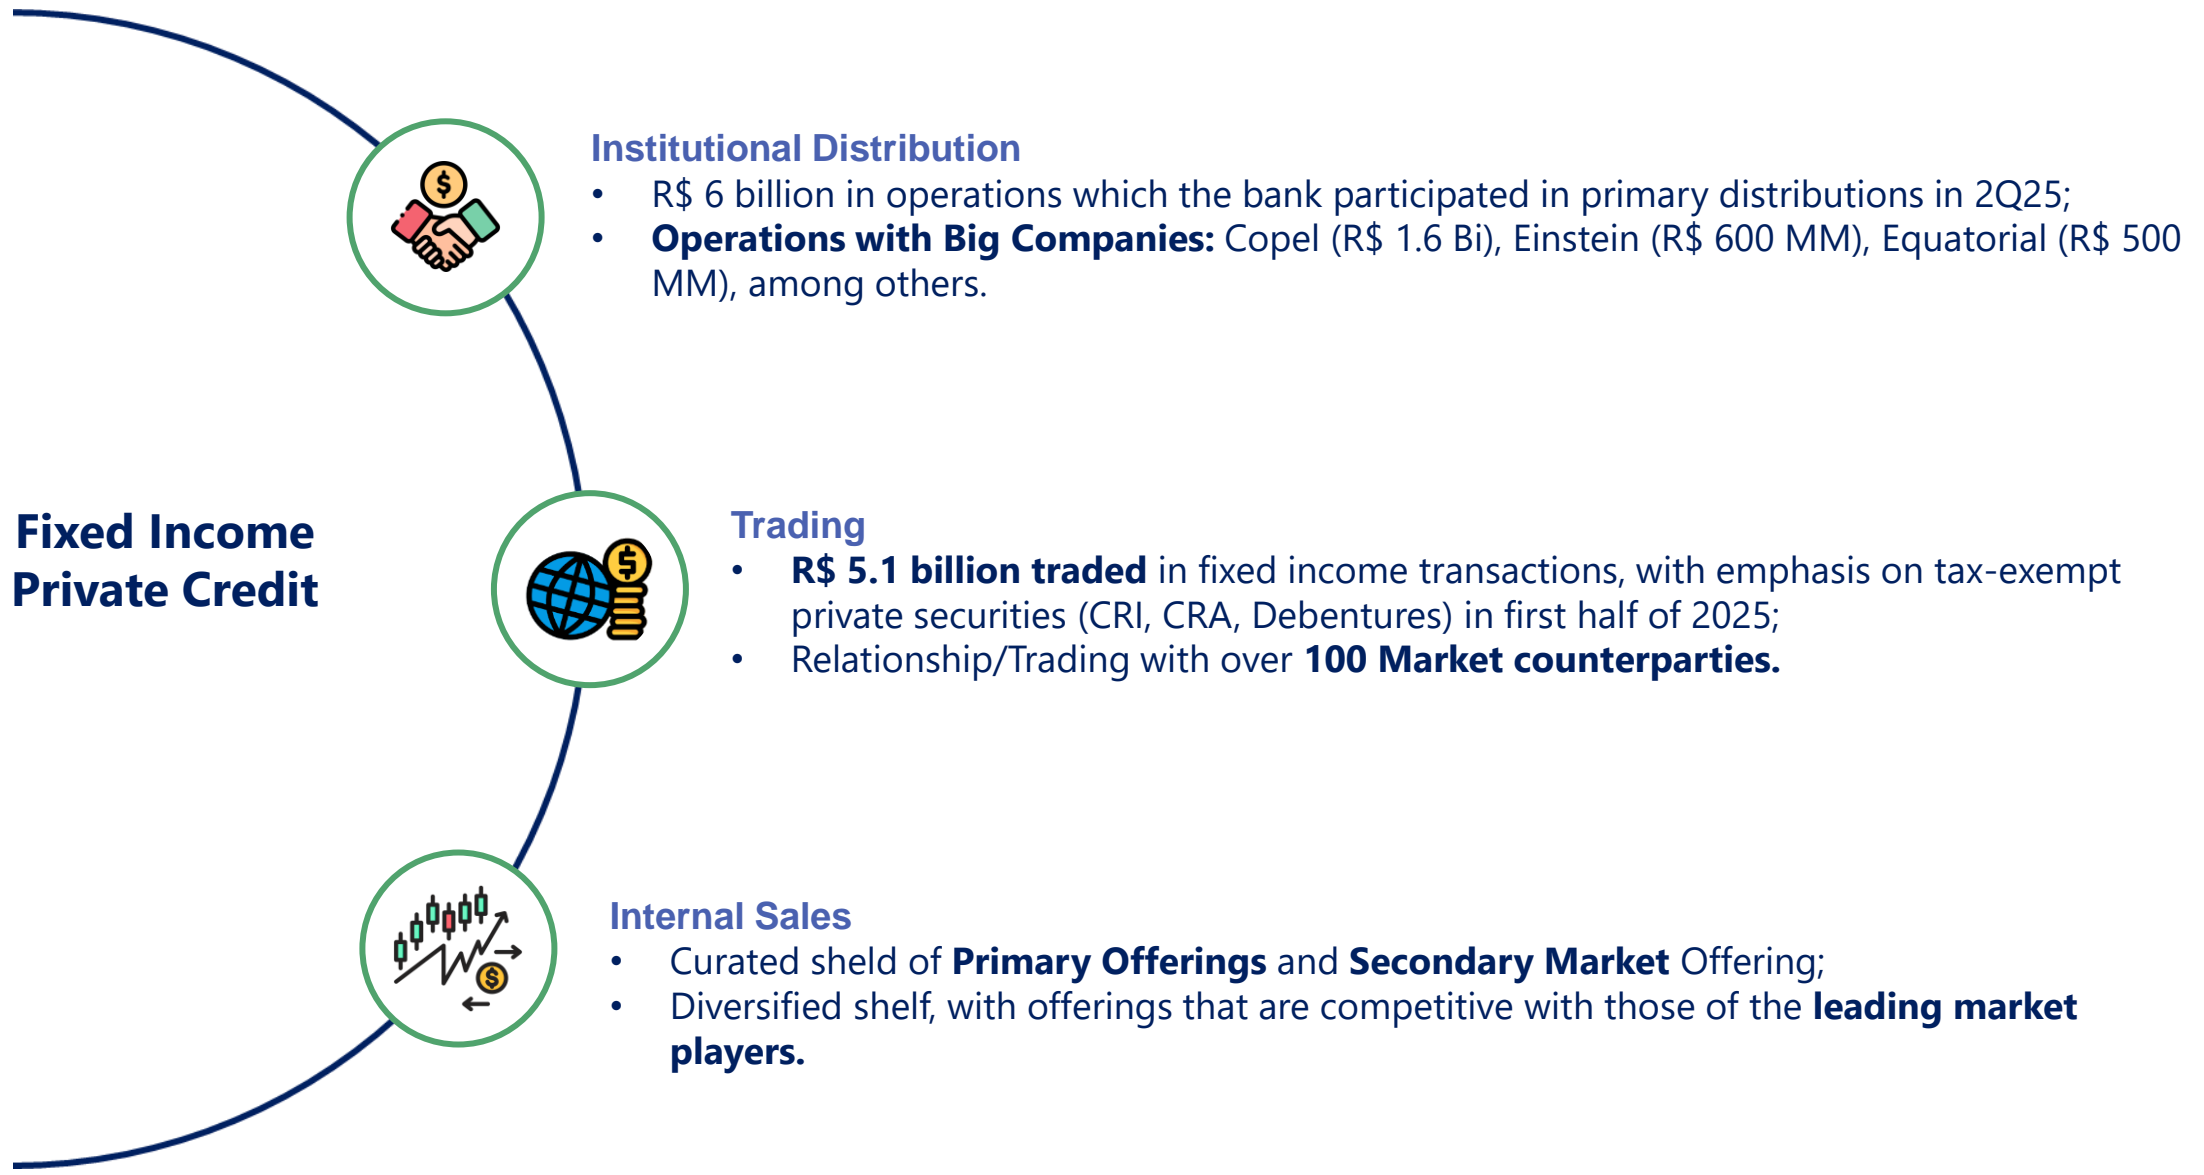 Institutional Distribution
• R$ 6 billion in operations which the bank participated in primary distributions in 2Q25;
• Operations with Big Companies: Copel (R$ 1.6 Bi), Einstein (R$ 600 MM), Equatorial (R$ 500
MM), among others.
Fixed Income
Private Credit
Trading
• R$ 5.1 billion traded in fixed income transactions, with emphasis on tax-exempt
private securities (CRI, CRA, Debentures) in first half of 2025;
• Relationship/Trading with over 100 Market counterparties.
Internal Sales
• Curated sheld of Primary Offerings and Secondary Market Offering;
• Diversified shelf, with offerings that are competitive with those of the leading market
players.